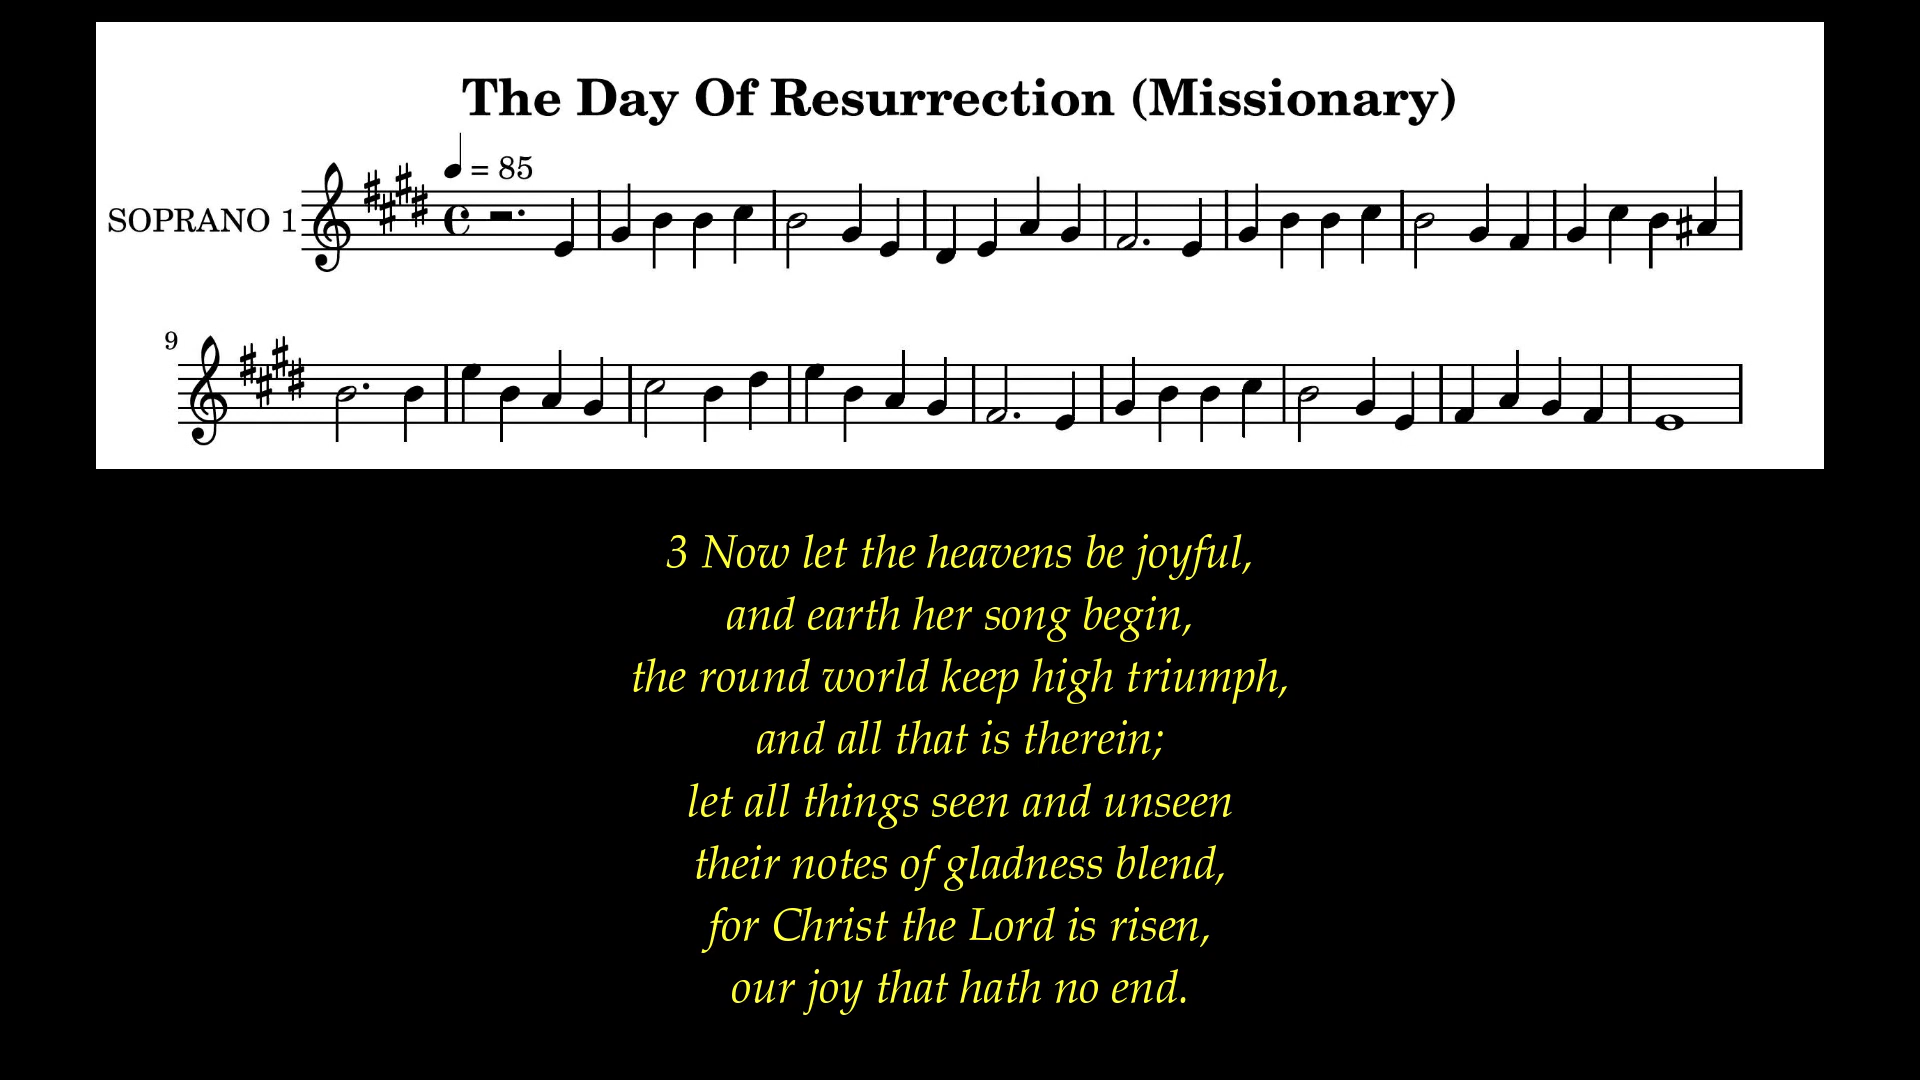 The Day Of Resurrection (Missionary)
= 85
SOPRANO 1
9
3 Now let the heavens be joyful,
and earth her song begin,
the round world keep high triumph,
and all that is therein;
let all things seen and unseen
their notes of gladness blend,
for Christ the Lord is risen,
our joy that hath no end.